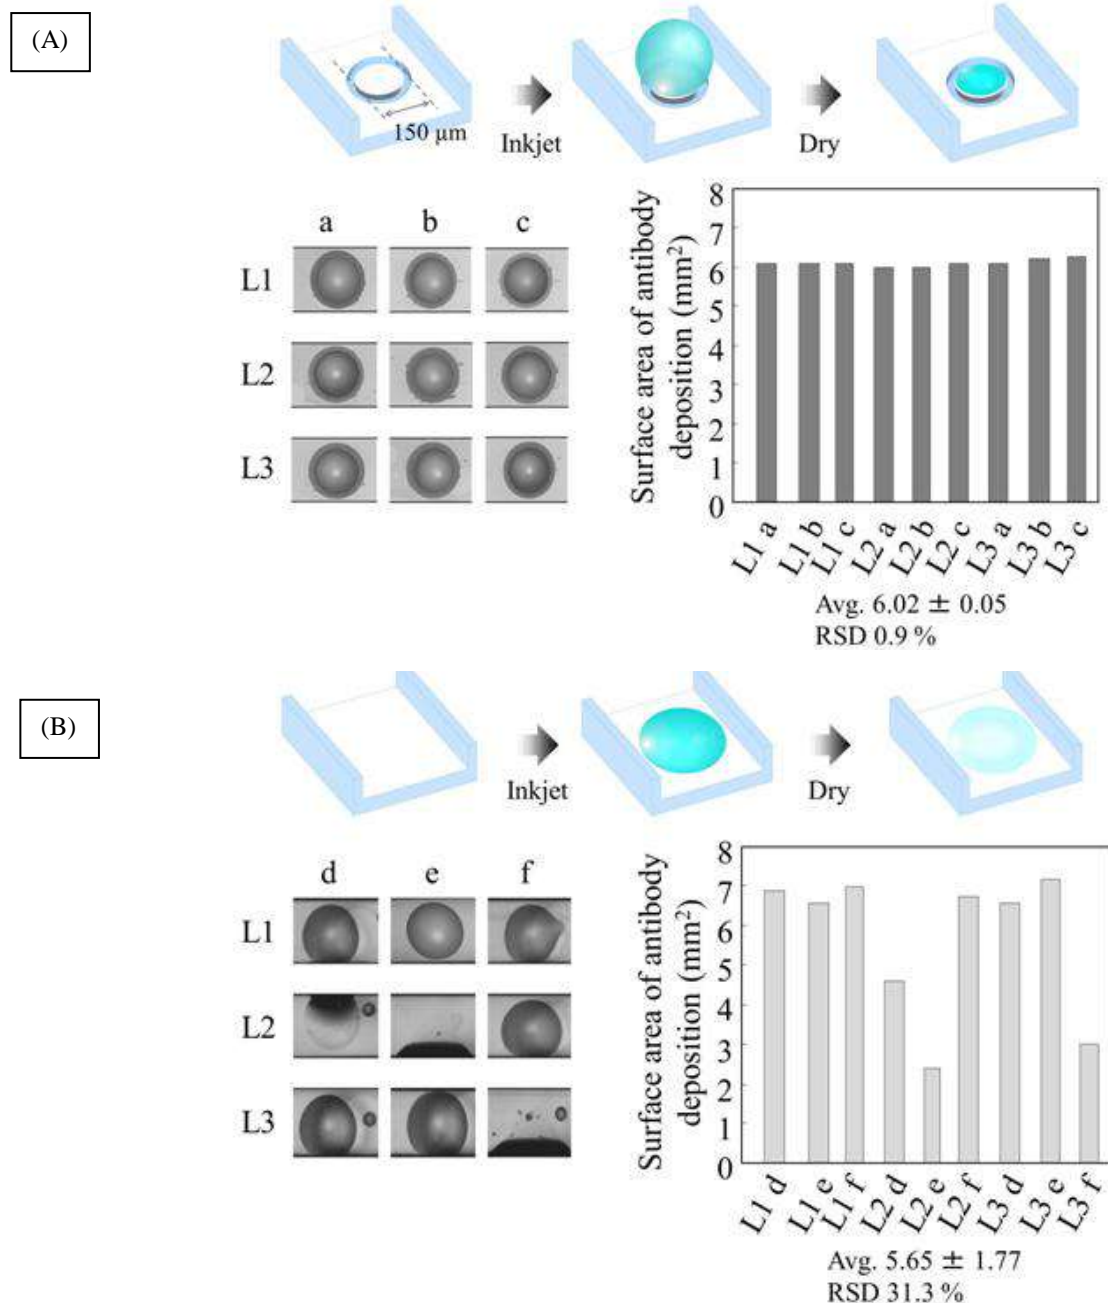 (A)
150 µm
Inkjet
Dry
a b c
L1
L2
L3
Surface area of antibody
deposition (mm²)
8
7
6
5
4
3
2
1
0
L1 a L1 b L1 c L2 a L2 b L2 c L3 a L3 b L3 c
Avg. 6.02 ± 0.05
RSD 0.9 %
(B)
Inkjet
Dry
d e f
L1
L2
L3
Surface area of antibody
deposition (mm²)
8
7
6
5
4
3
2
1
0
L1 d L1 e L1 f L2 d L2 e L2 f L3 d L3 e L3 f
Avg. 5.65 ± 1.77
RSD 31.3 %